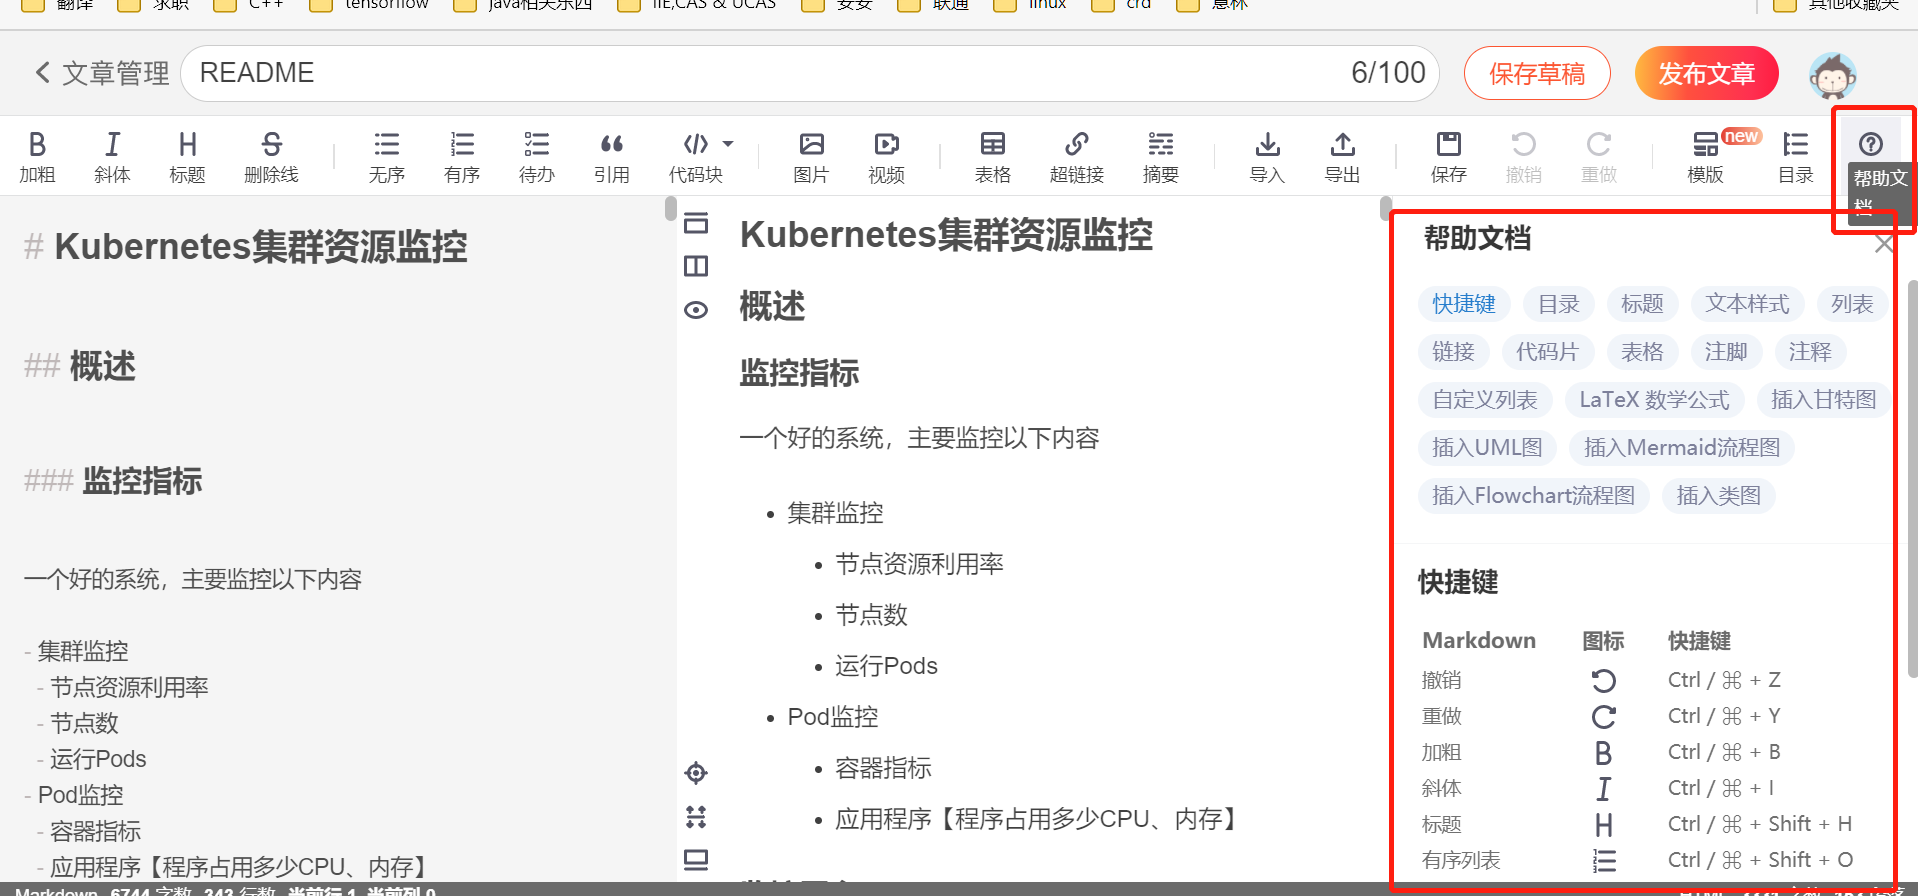 翻译 求职 C++ tensorflow java相关东西 IIE,CAS & UCAS 安安 联通 linux crd 意林 其他收藏夹
文章管理 README 6/100 保存草稿 发布文章
加粗 斜体 标题 删除线 无序 有序 待办 引用 代码块 图片 视频 表格 超链接 摘要 导入 导出 保存 撤销 重做 模版 new 目录 帮助文
档
# Kubernetes集群资源监控
## 概述
### 监控指标
一个好的系统，主要监控以下内容
- 集群监控
- 节点资源利用率
- 节点数
- 运行Pods
- Pod监控
- 容器指标
- 应用程序【程序占用多少CPU、内存】
Markdown 6744 字数 343 行数 当前行 1, 当前列 0
Kubernetes集群资源监控
概述
监控指标
一个好的系统，主要监控以下内容
• 集群监控
• 节点资源利用率
• 节点数
• 运行Pods
• Pod监控
• 容器指标
• 应用程序【程序占用多少CPU、内存】
帮助文档
快捷键 目录 标题 文本样式 列表
链接 代码片 表格 注脚 注释
自定义列表 LaTeX 数学公式 插入甘特图
插入UML图 插入Mermaid流程图
插入Flowchart流程图 插入类图
快捷键
Markdown 图标 快捷键
撤销 Ctrl / ⌘ + Z
重做 Ctrl / ⌘ + Y
加粗 B Ctrl / ⌘ + B
斜体 I Ctrl / ⌘ + I
标题 H Ctrl / ⌘ + Shift + H
有序列表 Ctrl / ⌘ + Shift + O